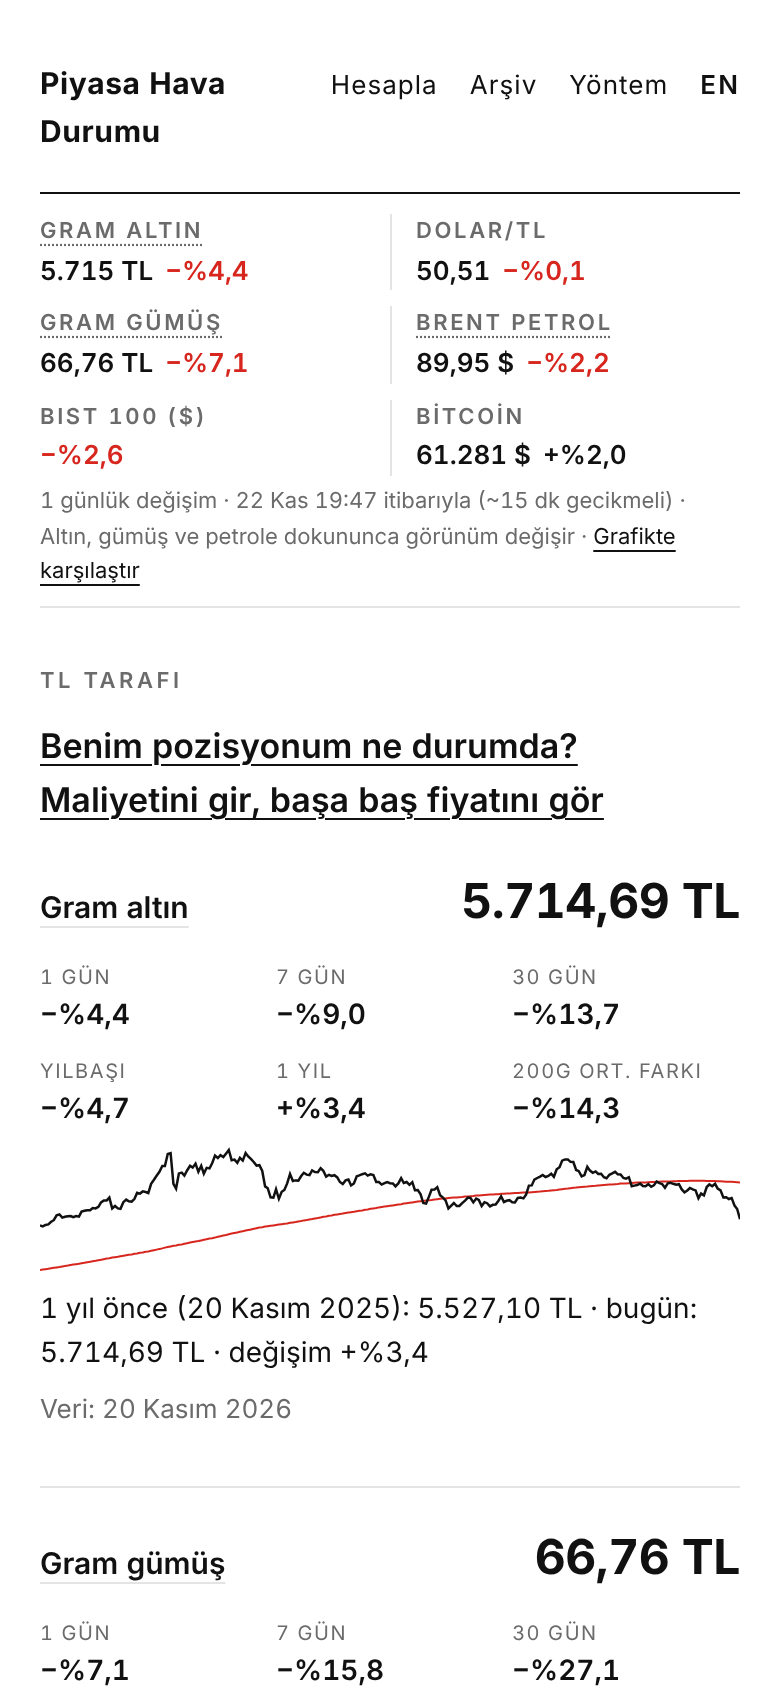 Piyasa Hava
Durumu
Hesapla Arşiv Yöntem EN
GRAM ALTIN
5.715 TL −%4,4
DOLAR/TL
50,51 −%0,1
GRAM GÜMÜŞ
66,76 TL −%7,1
BRENT PETROL
89,95 $ −%2,2
BIST 100 ($)
−%2,6
BİTCOİN
61.281 $ +%2,0
1 günlük değişim · 22 Kas 19:47 itibarıyla (~15 dk gecikmeli) ·
Altın, gümüş ve petrole dokununca görünüm değişir · Grafikte
karşılaştır
TL TARAFI
Benim pozisyonum ne durumda?
Maliyetini gir, başa baş fiyatını gör
Gram altın 5.714,69 TL
1 GÜN 7 GÜN 30 GÜN
−%4,4 −%9,0 −%13,7
YILBAŞI 1 YIL 200G ORT. FARKI
−%4,7 +%3,4 −%14,3
1 yıl önce (20 Kasım 2025): 5.527,10 TL · bugün:
5.714,69 TL · değişim +%3,4
Veri: 20 Kasım 2026
Gram gümüş 66,76 TL
1 GÜN 7 GÜN 30 GÜN
−%7,1 −%15,8 −%27,1